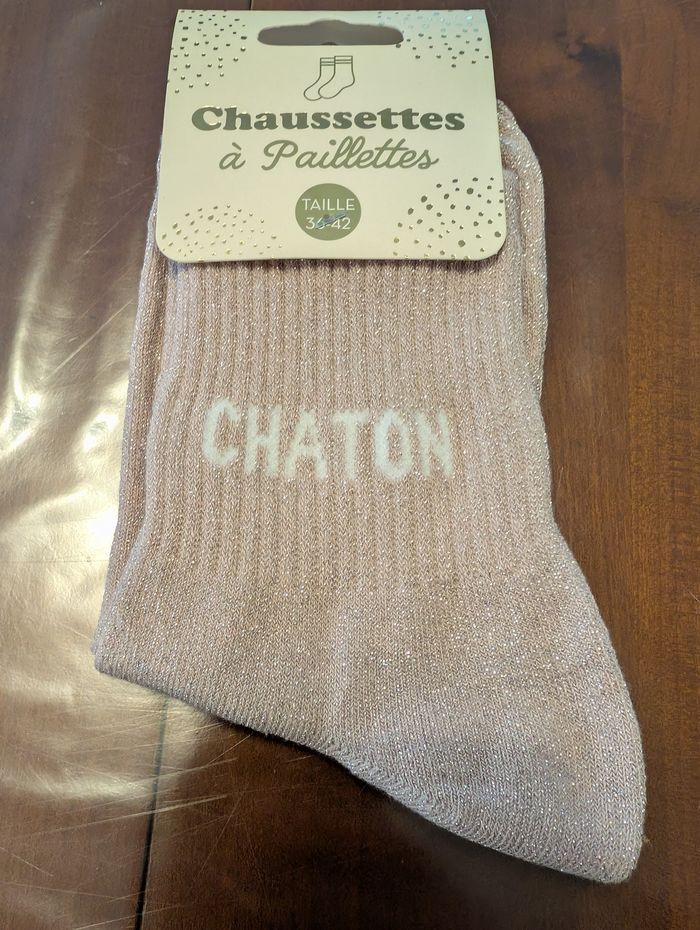 Chaussettes
à Paillettes
TAILLE
36-42
CHATON